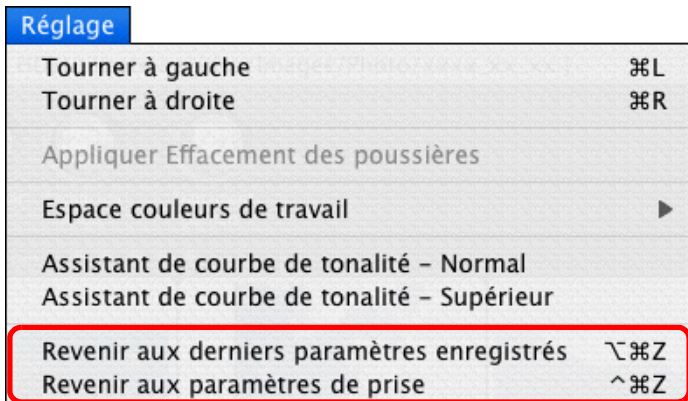 Réglage
Tourner à gauche ⌘L
Tourner à droite ⌘R
Appliquer Effacement des poussières
Espace couleurs de travail ▶
Assistant de courbe de tonalité – Normal
Assistant de courbe de tonalité – Supérieur
Revenir aux derniers paramètres enregistrés ⌥⌘Z
Revenir aux paramètres de prise ^⌘Z